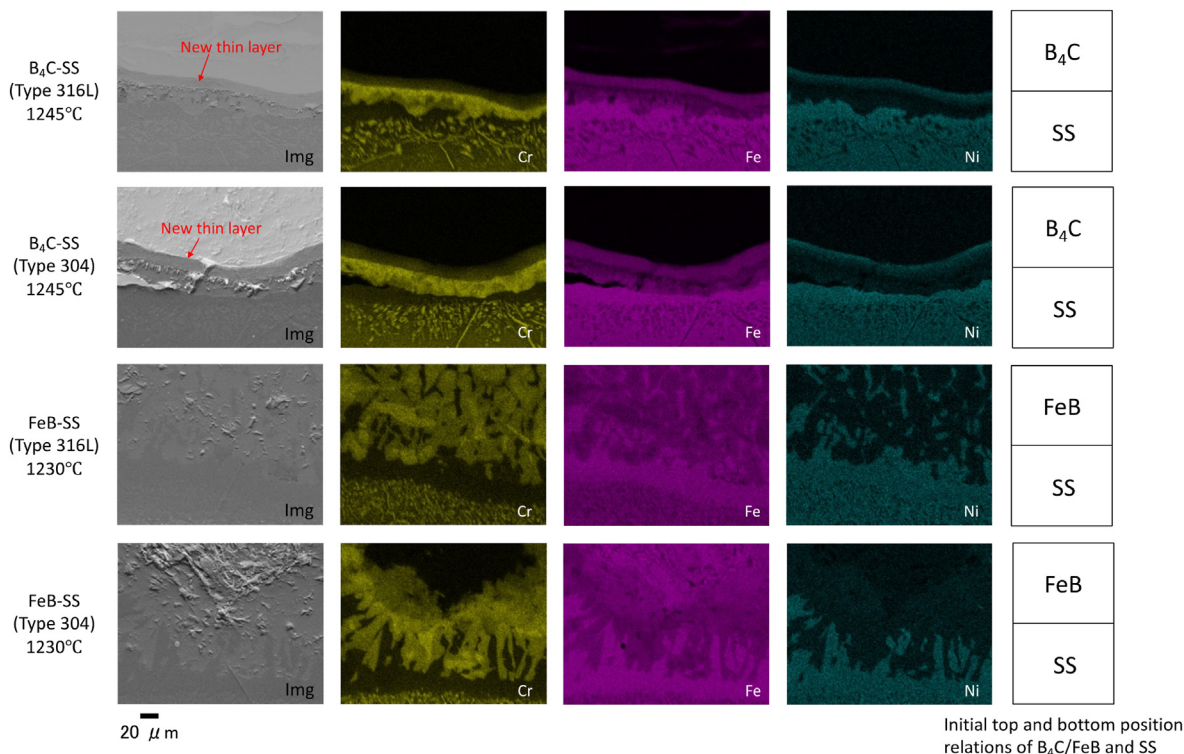 B₄C-SS
(Type 316L)
1245℃
New thin layer
Img
Cr
Fe
Ni
B₄C
SS
B₄C-SS
(Type 304)
1245℃
New thin layer
Img
Cr
Fe
Ni
B₄C
SS
FeB-SS
(Type 316L)
1230℃
Img
Cr
Fe
Ni
FeB
SS
FeB-SS
(Type 304)
1230℃
Img
Cr
Fe
Ni
FeB
SS
20 μm
Initial top and bottom position
relations of B₄C/FeB and SS